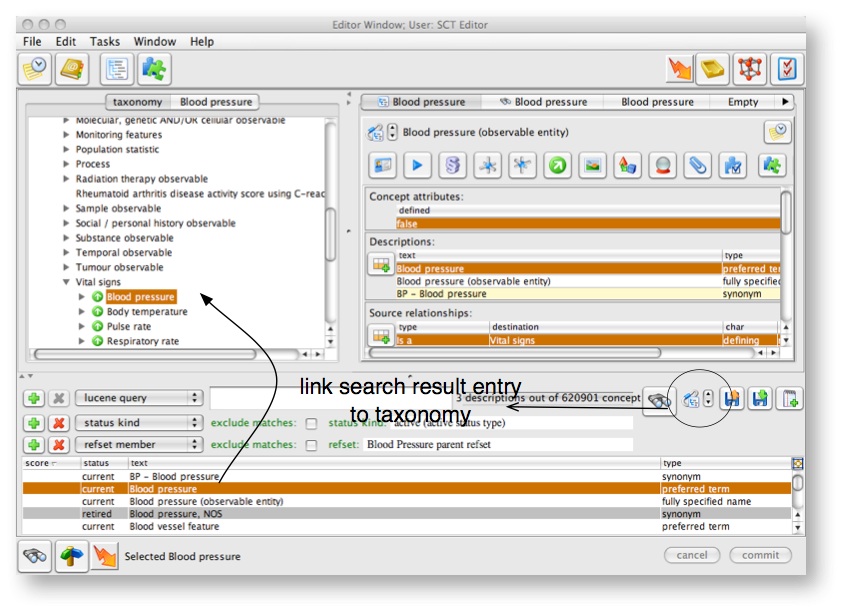 Editor Window; User: SCT Editor
File Edit Tasks Window Help
taxonomy Blood pressure
Molecular, genetic AND/OR cellular observable
Monitoring features
Population statistic
Process
Radiation therapy observable
Rheumatoid arthritis disease activity score using C-reac
Sample observable
Social / personal history observable
Substance observable
Temporal observable
Tumour observable
Vital signs
Blood pressure
Body temperature
Pulse rate
Respiratory rate
Blood pressure Blood pressure Blood pressure Empty
Blood pressure (observable entity)
Concept attributes:
defined
false
Descriptions:
text type
Blood pressure preferred ter
Blood pressure (observable entity) fully specified
BP - Blood pressure synonym
Source relationships:
type destination char
Is a Vital signs defining
link search result entry
to taxonomy
lucene query 3 descriptions out of 620901 concept
status kind exclude matches: status kind: active (active status type)
refset member exclude matches: refset: Blood Pressure parent refset
score status text type
current BP - Blood pressure synonym
current Blood pressure preferred term
current Blood pressure (observable entity) fully specified name
retired Blood pressure, NOS synonym
current Blood vessel feature preferred term
Selected Blood pressure cancel commit